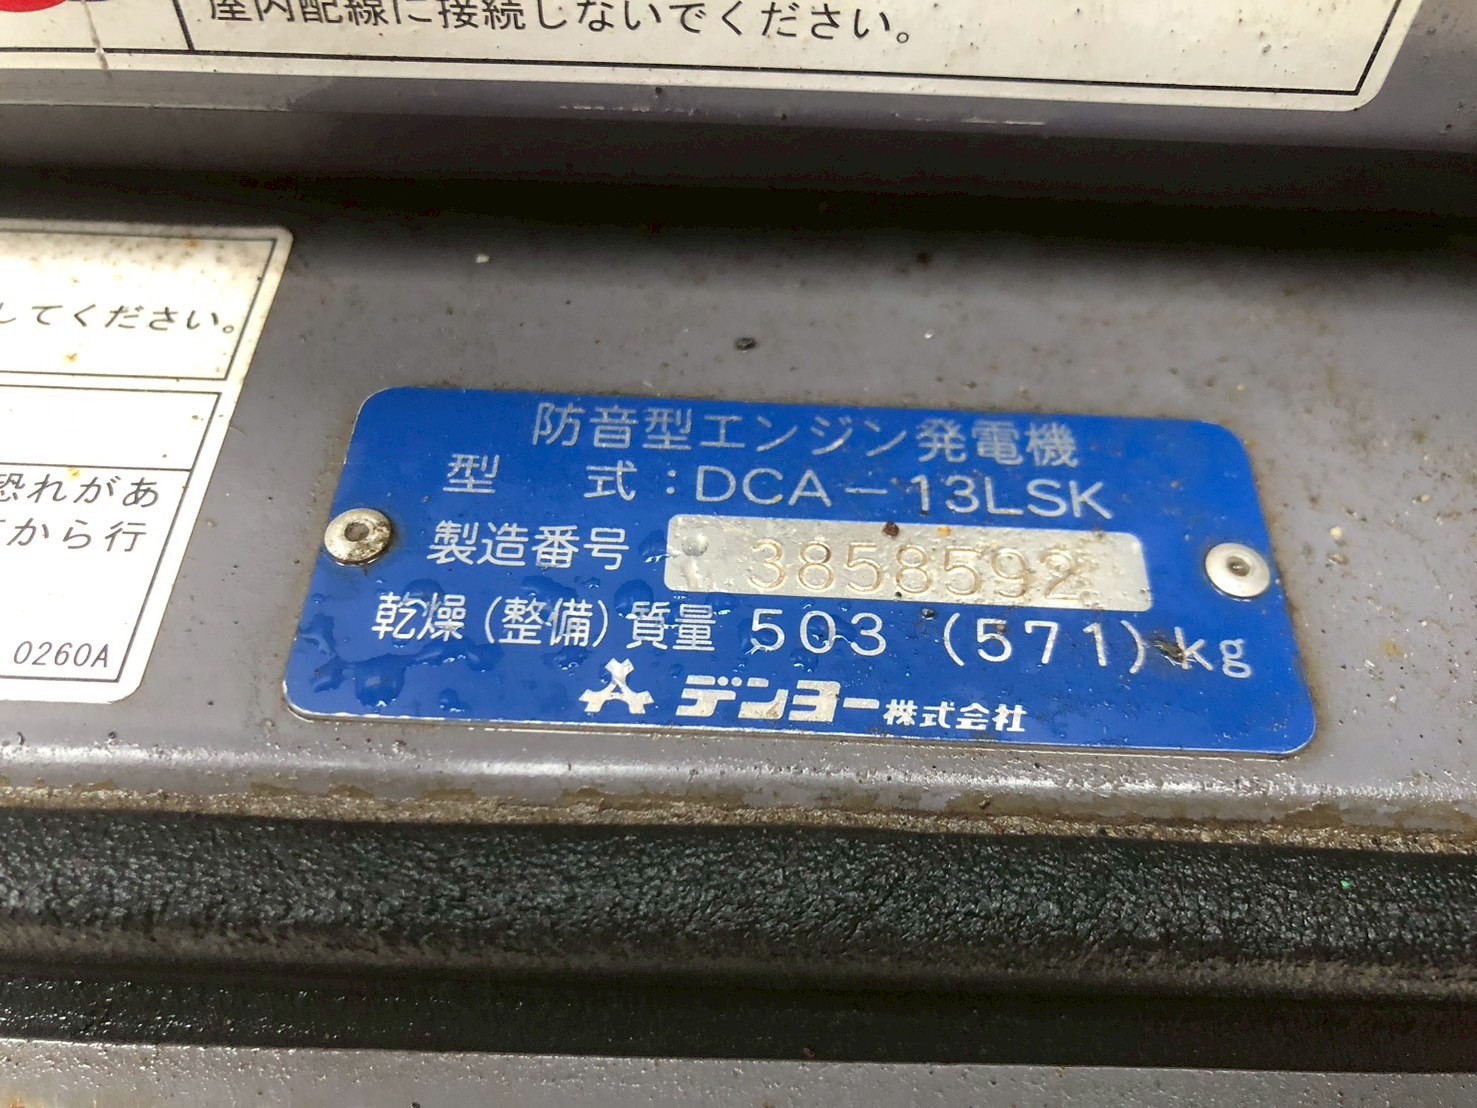 屋内配線に接続しないでください。
してください。
恐れがあ
から行
0260A
防音型エンジン発電機
型 式：DCA－13LSK
製造番号 3858592
乾燥（整備）質量 503 (571)kg
デンヨー株式会社